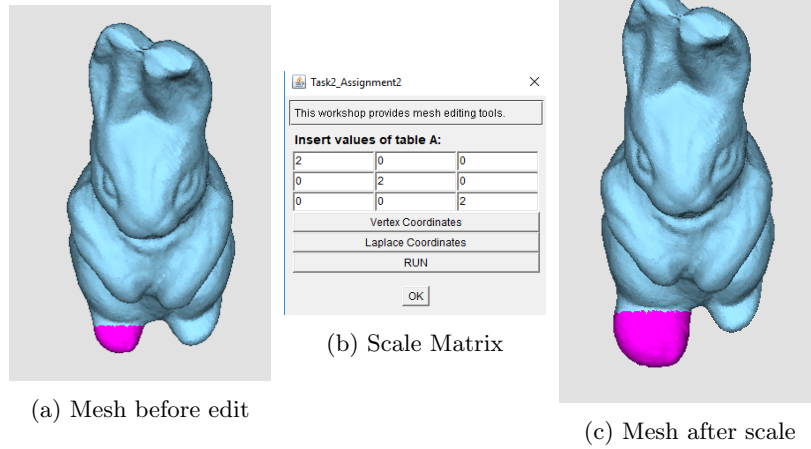 Task2_Assignment2
This workshop provides mesh editing tools.
Insert values of table A:
2 0 0
0 2 0
0 0 2
Vertex Coordinates
Laplace Coordinates
RUN
OK
(a) Mesh before edit
(b) Scale Matrix
(c) Mesh after scale